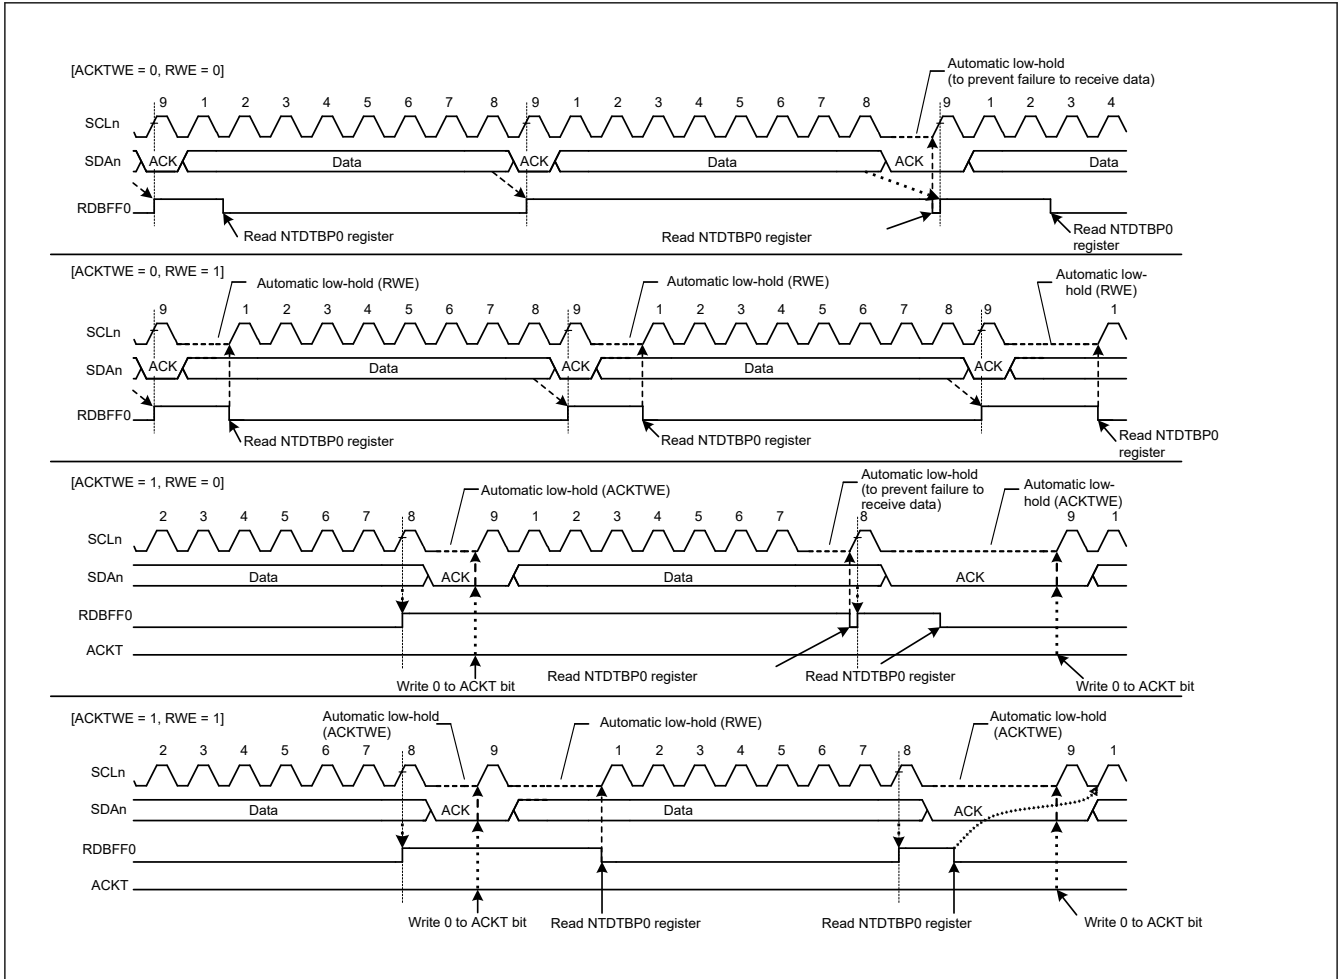 [ACKTWE = 0, RWE = 0]
Automatic low-hold
(to prevent failure to receive data)
9 1 2 3 4 5 6 7 8 9 1 2 3 4 5 6 7 8 9 1 2 3 4
SCLn
SDAn ACK Data ACK Data ACK Data
RDBFF0
Read NTDTBP0 register Read NTDTBP0 register Read NTDTBP0
register
[ACKTWE = 0, RWE = 1]
Automatic low-hold (RWE) Automatic low-hold (RWE) Automatic low-
hold (RWE)
9 1 2 3 4 5 6 7 8 9 1 2 3 4 5 6 7 8 9 1
SCLn
SDAn ACK Data ACK Data ACK
RDBFF0
Read NTDTBP0 register Read NTDTBP0 register Read NTDTBP0
register
[ACKTWE = 1, RWE = 0]
Automatic low-hold (ACKTWE) Automatic low-hold
(to prevent failure to
receive data)
Automatic low-
hold (ACKTWE)
2 3 4 5 6 7 8 9 1 2 3 4 5 6 7 8 9 1
SCLn
SDAn Data ACK Data ACK
RDBFF0
ACKT
Read NTDTBP0 register Read NTDTBP0 register
Write 0 to ACKT bit Write 0 to ACKT bit
[ACKTWE = 1, RWE = 1]
Automatic low-hold
(ACKTWE)
Automatic low-hold (RWE)
Automatic low-hold
(ACKTWE)
2 3 4 5 6 7 8 9 1 2 3 4 5 6 7 8 9 1
SCLn
SDAn Data ACK Data ACK
RDBFF0
ACKT
Write 0 to ACKT bit Read NTDTBP0 register Read NTDTBP0 register Write 0 to ACKT bit